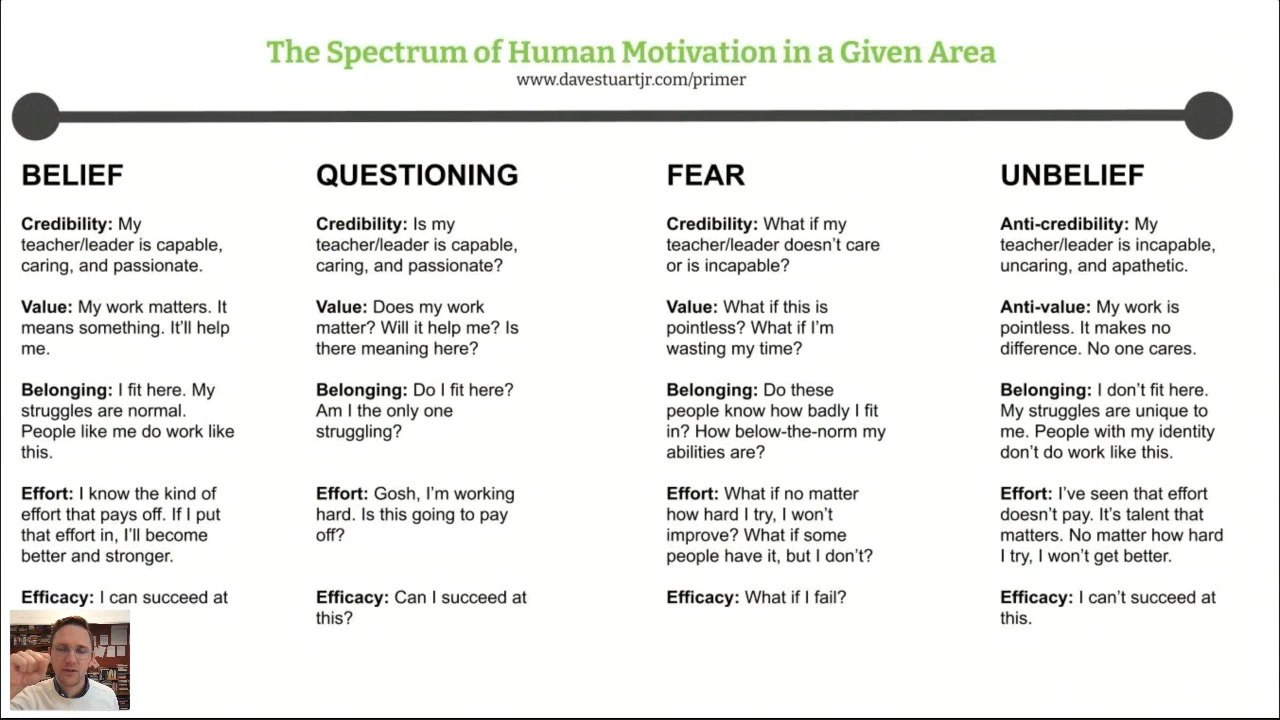 The Spectrum of Human Motivation in a Given Area
www.davestuartjr.com/primer
BELIEF
Credibility: My
teacher/leader is capable,
caring, and passionate.
Value: My work matters. It
means something. It'll help
me.
Belonging: I fit here. My
struggles are normal.
People like me do work like
this.
Effort: I know the kind of
effort that pays off. If I put
that effort in, I'll become
better and stronger.
Efficacy: I can succeed at
QUESTIONING
Credibility: Is my
teacher/leader is capable,
caring, and passionate?
Value: Does my work
matter? Will it help me? Is
there meaning here?
Belonging: Do I fit here?
Am I the only one
struggling?
Effort: Gosh, I'm working
hard. Is this going to pay
off?
Efficacy: Can I succeed at
this?
FEAR
Credibility: What if my
teacher/leader doesn't care
or is incapable?
Value: What if this is
pointless? What if I'm
wasting my time?
Belonging: Do these
people know how badly I fit
in? How below-the-norm my
abilities are?
Effort: What if no matter
how hard I try, I won't
improve? What if some
people have it, but I don't?
Efficacy: What if I fail?
UNBELIEF
Anti-credibility: My
teacher/leader is incapable,
uncaring, and apathetic.
Anti-value: My work is
pointless. It makes no
difference. No one cares.
Belonging: I don't fit here.
My struggles are unique to
me. People with my identity
don't do work like this.
Effort: I've seen that effort
doesn't pay. It's talent that
matters. No matter how hard
I try, I won't get better.
Efficacy: I can't succeed at
this.